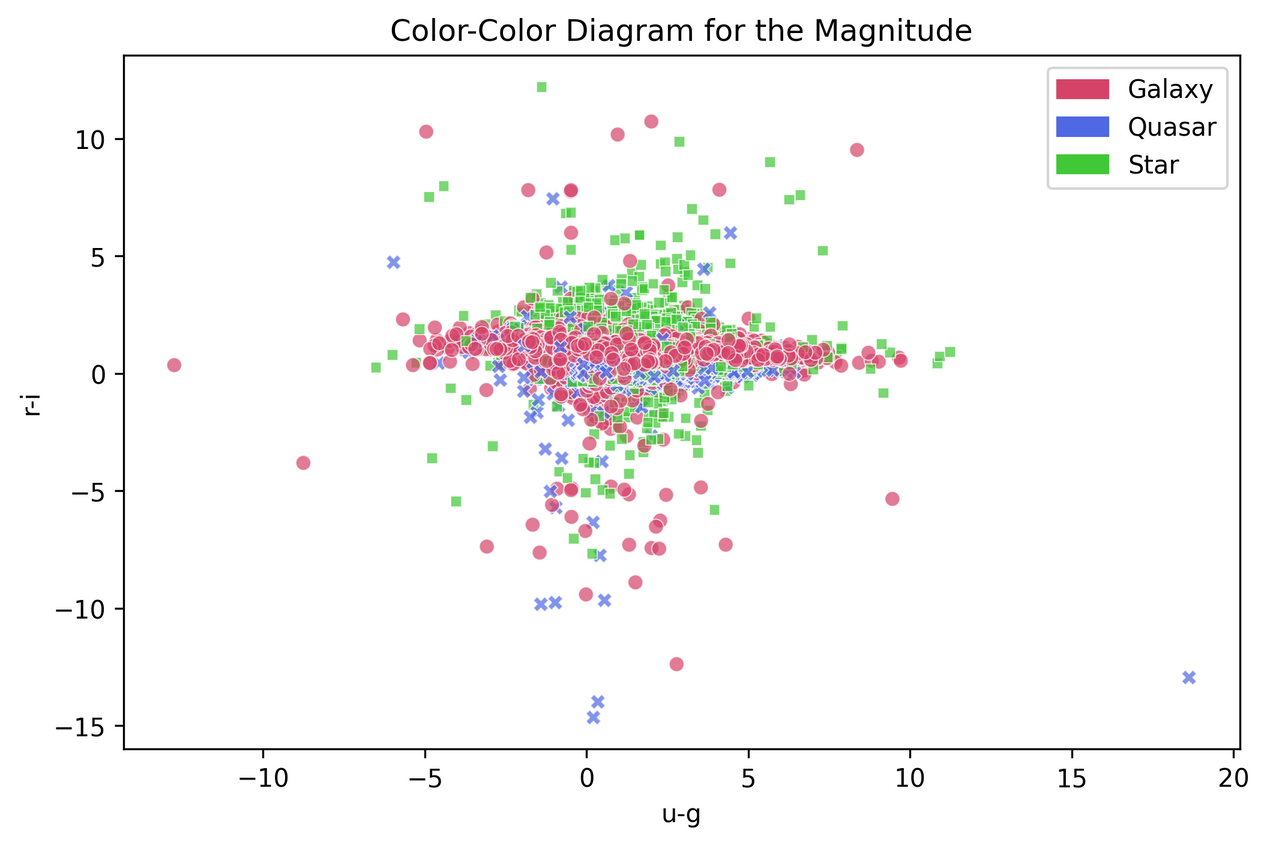 Color-Color Diagram for the Magnitude
Galaxy
Quasar
Star
10
5
0
−5
−10
−15
r-i
−10 −5 0 5 10 15 20
u-g